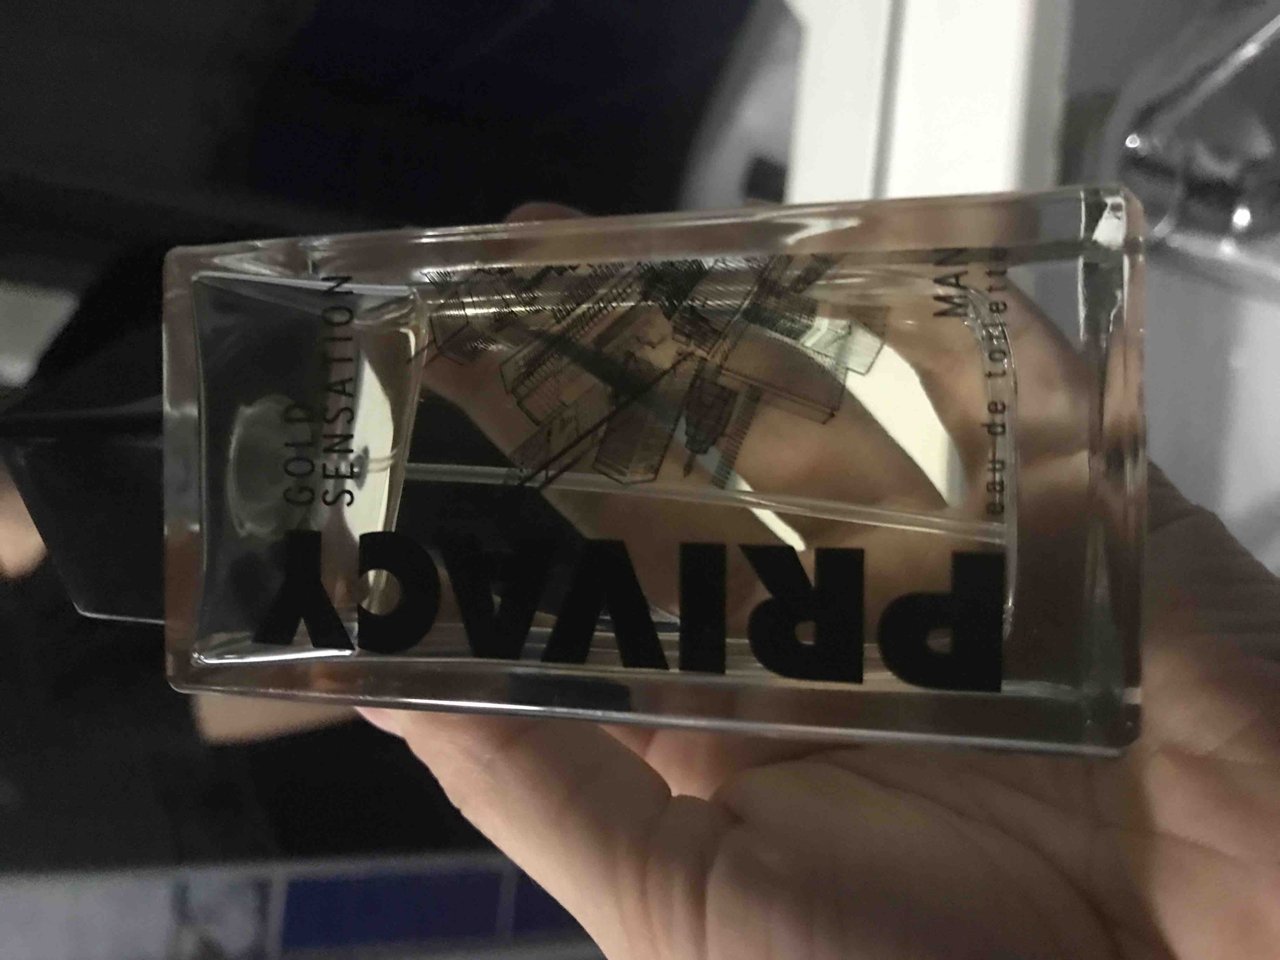 GOLD
SENSATION
PRIVACY
MAN
eau de toilette